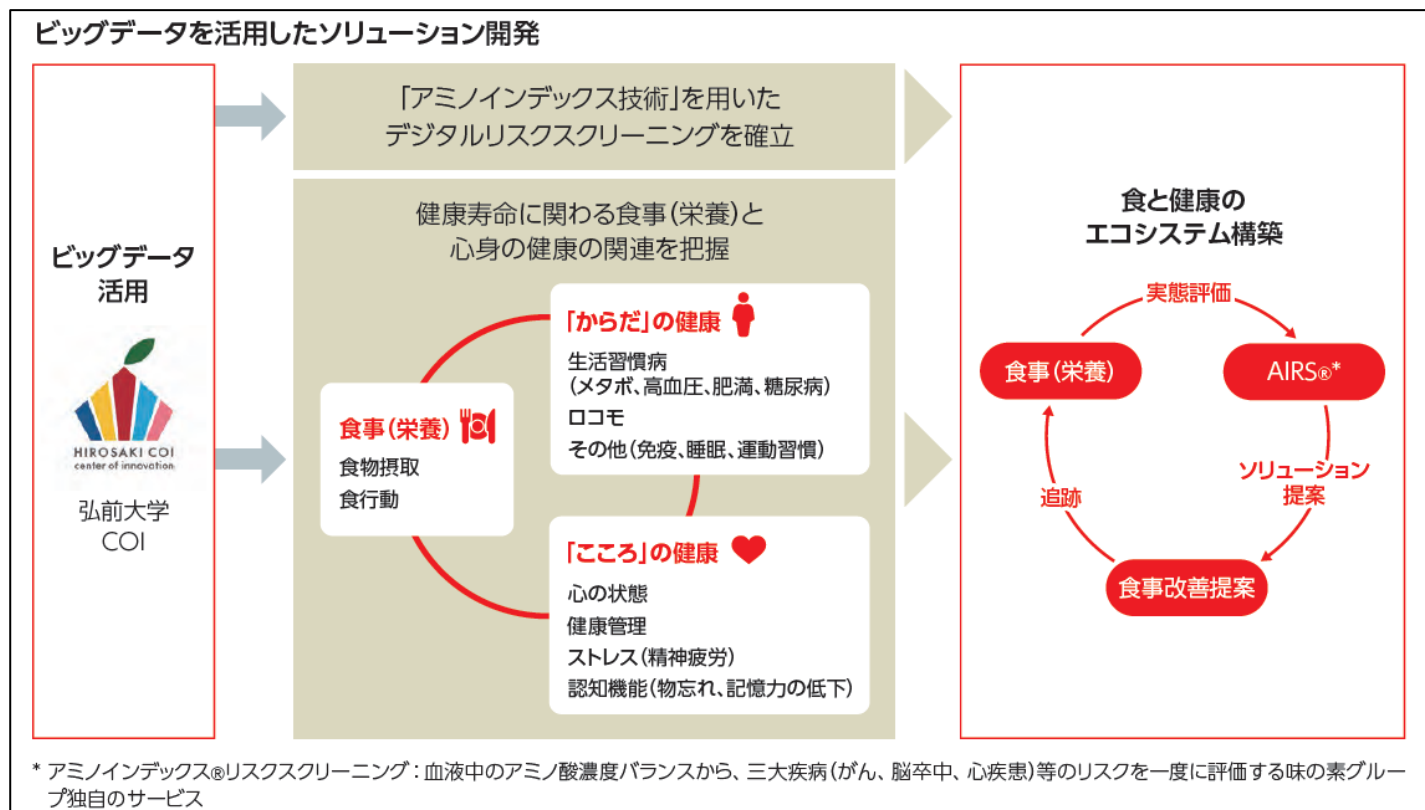 ビッグデータを活用したソリューション開発
ビッグデータ
活用
HIROSAKI COI
center of innovation
弘前大学
COI
「アミノインデックス技術」を用いた
デジタルリスクスクリーニングを確立
健康寿命に関わる食事(栄養)と
心身の健康の関連を把握
食事(栄養)
食物摂取
食行動
「からだ」の健康
生活習慣病
(メタボ、高血圧、肥満、糖尿病)
ロコモ
その他(免疫、睡眠、運動習慣)
「こころ」の健康
心の状態
健康管理
ストレス(精神疲労)
認知機能(物忘れ、記憶力の低下)
食と健康の
エコシステム構築
実態評価
食事(栄養)
AIRS®*
ソリューション
提案
追跡
食事改善提案
* アミノインデックス®リスクスクリーニング:血液中のアミノ酸濃度バランスから、三大疾病(がん、脳卒中、心疾患)等のリスクを一度に評価する味の素グルー
プ独自のサービス